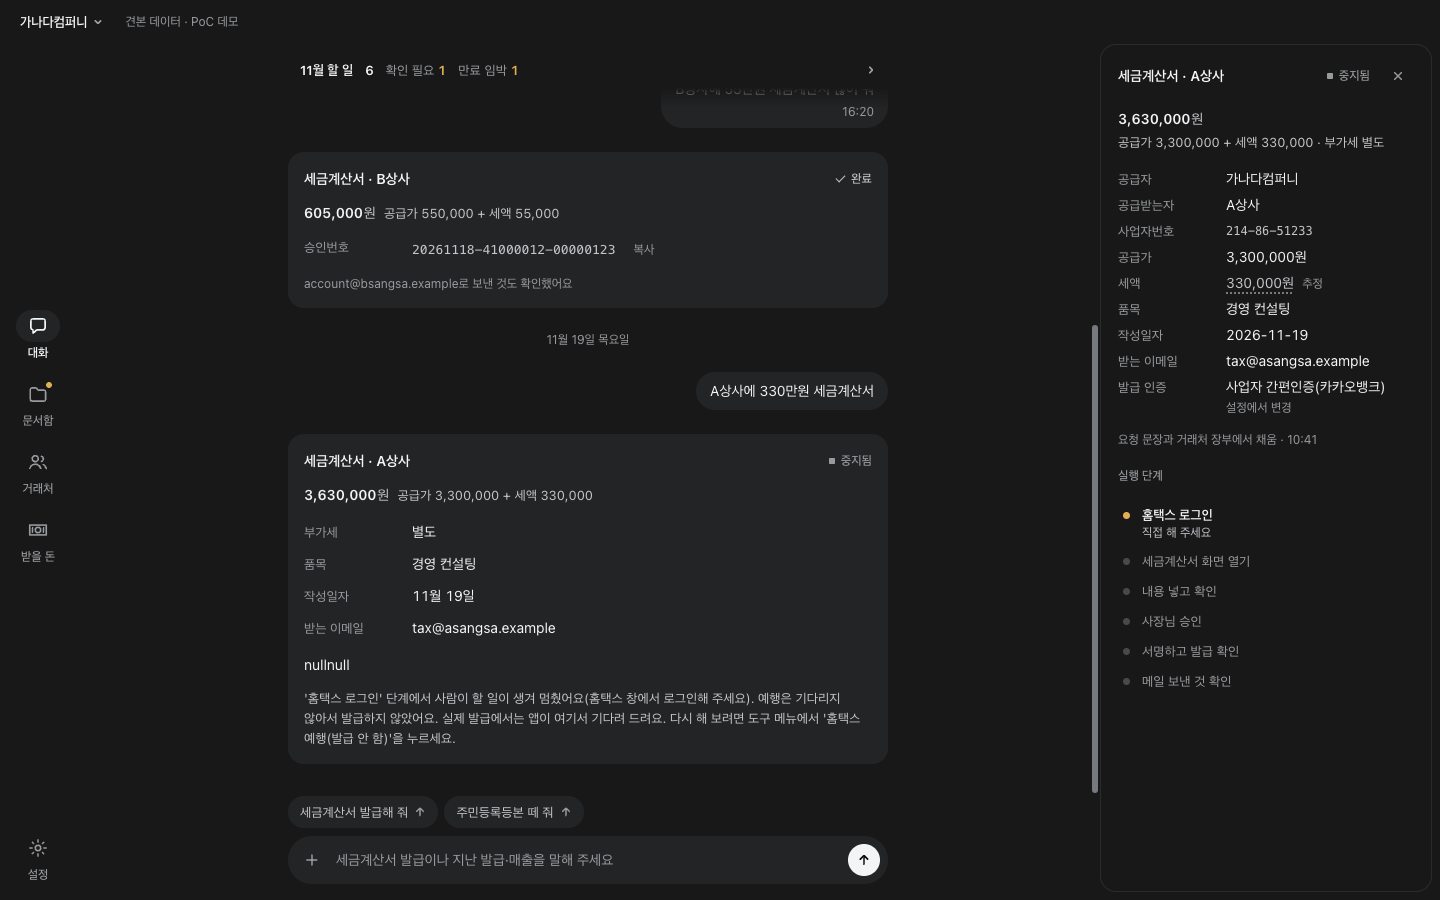 가나다컴퍼니
견본 데이터 · PoC 데모
11월 할 일 6 확인 필요 1 만료 임박 1
16:20
세금계산서 · B상사
완료
605,000원 공급가 550,000 + 세액 55,000
승인번호 20261118-41000012-00000123 복사
account@bsangsa.example로 보낸 것도 확인했어요
11월 19일 목요일
A상사에 330만원 세금계산서
세금계산서 · A상사
중지됨
3,630,000원 공급가 3,300,000 + 세액 330,000
부가세 별도
품목 경영 컨설팅
작성일자 11월 19일
받는 이메일 tax@asangsa.example
nullnull
'홈택스 로그인' 단계에서 사람이 할 일이 생겨 멈췄어요(홈택스 창에서 로그인해 주세요). 예행은 기다리지
않아서 발급하지 않았어요. 실제 발급에서는 앱이 여기서 기다려 드려요. 다시 해 보려면 도구 메뉴에서 '홈택스
예행(발급 안 함)'을 누르세요.
세금계산서 발급해 줘
주민등록등본 떼 줘
세금계산서 발급이나 지난 발급·매출을 말해 주세요
대화
문서함
거래처
받을 돈
설정
세금계산서 · A상사
중지됨
3,630,000원
공급가 3,300,000 + 세액 330,000 · 부가세 별도
공급자 가나다컴퍼니
공급받는자 A상사
사업자번호 214-86-51233
공급가 3,300,000원
세액 330,000원 추정
품목 경영 컨설팅
작성일자 2026-11-19
받는 이메일 tax@asangsa.example
발급 인증 사업자 간편인증(카카오뱅크)
설정에서 변경
요청 문장과 거래처 장부에서 채움 · 10:41
실행 단계
홈택스 로그인
직접 해 주세요
세금계산서 화면 열기
내용 넣고 확인
사장님 승인
서명하고 발급 확인
메일 보낸 것 확인